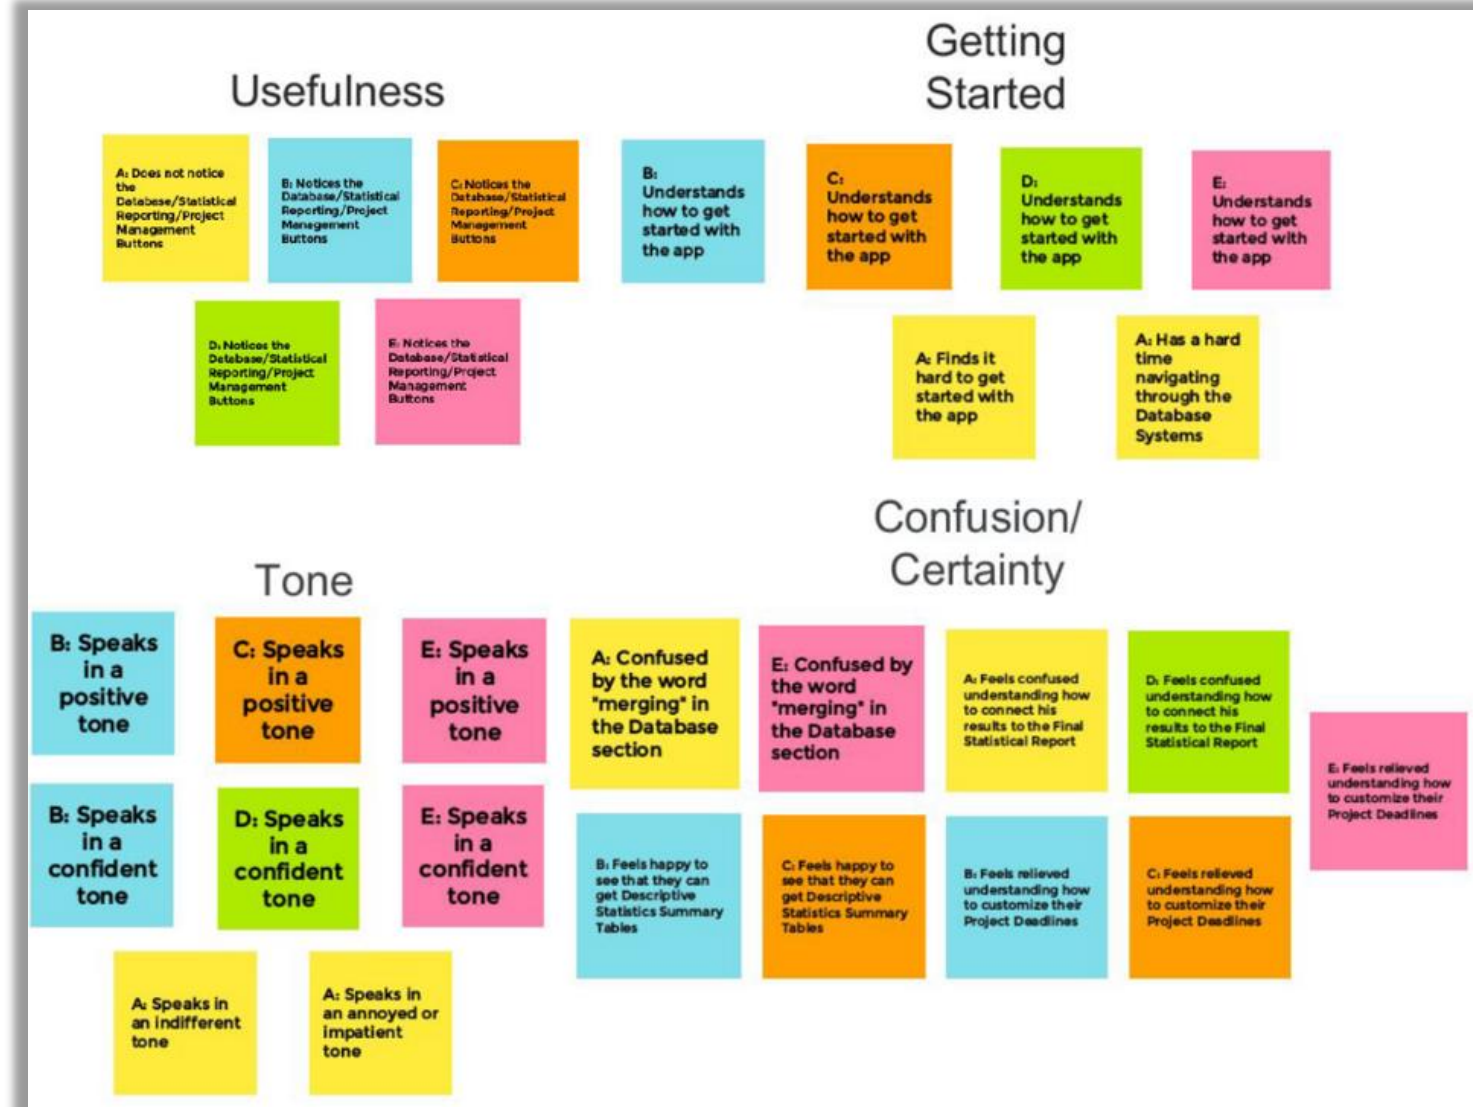 Usefulness
A: Does not notice
the
Database/Statistical
Reporting/Project
Management
Buttons
B: Notices the
Database/Statistical
Reporting/Project
Management
Buttons
C: Notices the
Database/Statistical
Reporting/Project
Management
Buttons
D: Notices the
Database/Statistical
Reporting/Project
Management
Buttons
E: Notices the
Database/Statistical
Reporting/Project
Management
Buttons
Getting
Started
B:
Understands
how to get
started with
the app
C:
Understands
how to get
started with
the app
D:
Understands
how to get
started with
the app
E:
Understands
how to get
started with
the app
A: Finds it
hard to get
started with
the app
A: Has a hard
time
navigating
through the
Database
Systems
Tone
B: Speaks
in a
positive
tone
C: Speaks
in a
positive
tone
E: Speaks
in a
positive
tone
B: Speaks
in a
confident
tone
D: Speaks
in a
confident
tone
E: Speaks
in a
confident
tone
A: Speaks in
an indifferent
tone
A: Speaks in
an annoyed or
impatient
tone
Confusion/
Certainty
A: Confused
by the word
"merging" in
the Database
section
E: Confused by
the word
"merging" in
the Database
section
A: Feels confused
understanding how
to connect his
results to the Final
Statistical Report
D: Feels confused
understanding how
to connect his
results to the Final
Statistical Report
E: Feels relieved
understanding how
to customize their
Project Deadlines
B: Feels happy to
see that they can
get Descriptive
Statistics Summary
Tables
C: Feels happy to
see that they can
get Descriptive
Statistics Summary
Tables
B: Feels relieved
understanding how
to customize their
Project Deadlines
C: Feels relieved
understanding how
to customize their
Project Deadlines